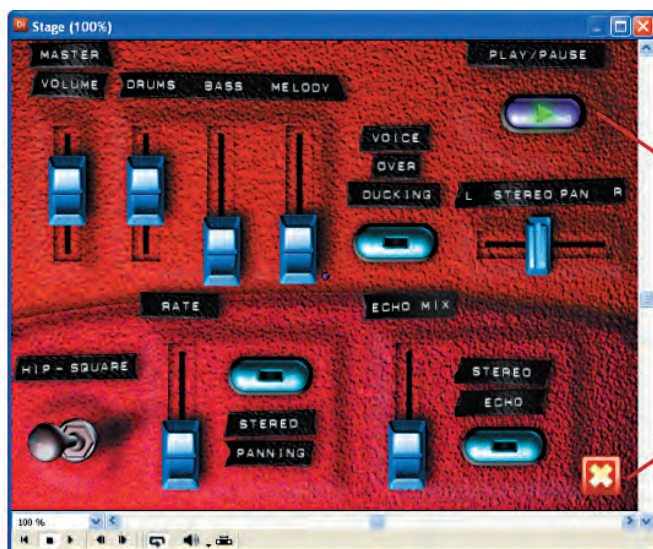 Di Stage (100%)
MASTER
VOLUME
DRUMS BASS MELODY
PLAY/PAUSE
VOICE
OVER
DUCKING
L STEREO PAN R
RATE
ECHO MIX
HIP-SQUARE
STEREO
PANNING
STEREO
ECHO
100 %